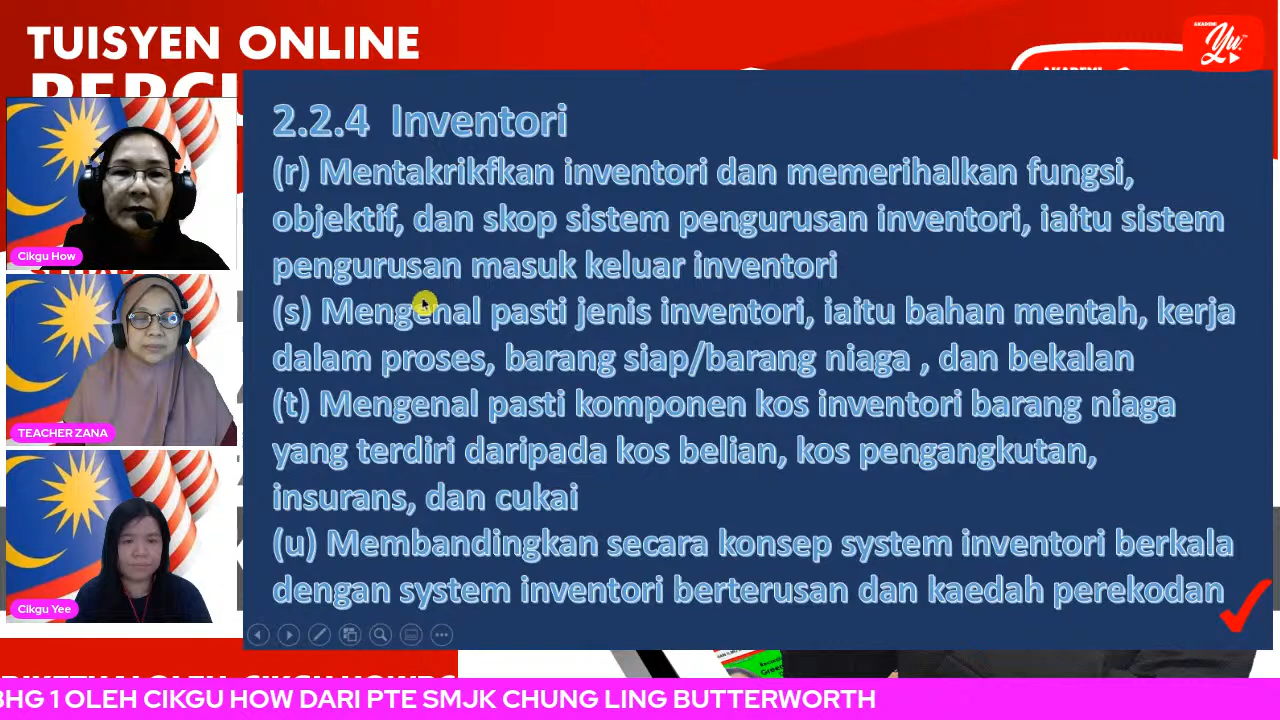 TUISYEN ONLINE
AKADEMI
Yu
2.2.4 Inventori
(r) Mentakrikfkan inventori dan memerihalkan fungsi,
objektif, dan skop sistem pengurusan inventori, iaitu sistem
pengurusan masuk keluar inventori
(s) Mengenal pasti jenis inventori, iaitu bahan mentah, kerja
dalam proses, barang siap/barang niaga , dan bekalan
(t) Mengenal pasti komponen kos inventori barang niaga
yang terdiri daripada kos belian, kos pengangkutan,
insurans, dan cukai
(u) Membandingkan secara konsep system inventori berkala
dengan system inventori berterusan dan kaedah perekodan
Cikgu How
TEACHER ZANA
Cikgu Yee
BHG 1 OLEH CIKGU HOW DARI PTE SMJK CHUNG LING BUTTERWORTH